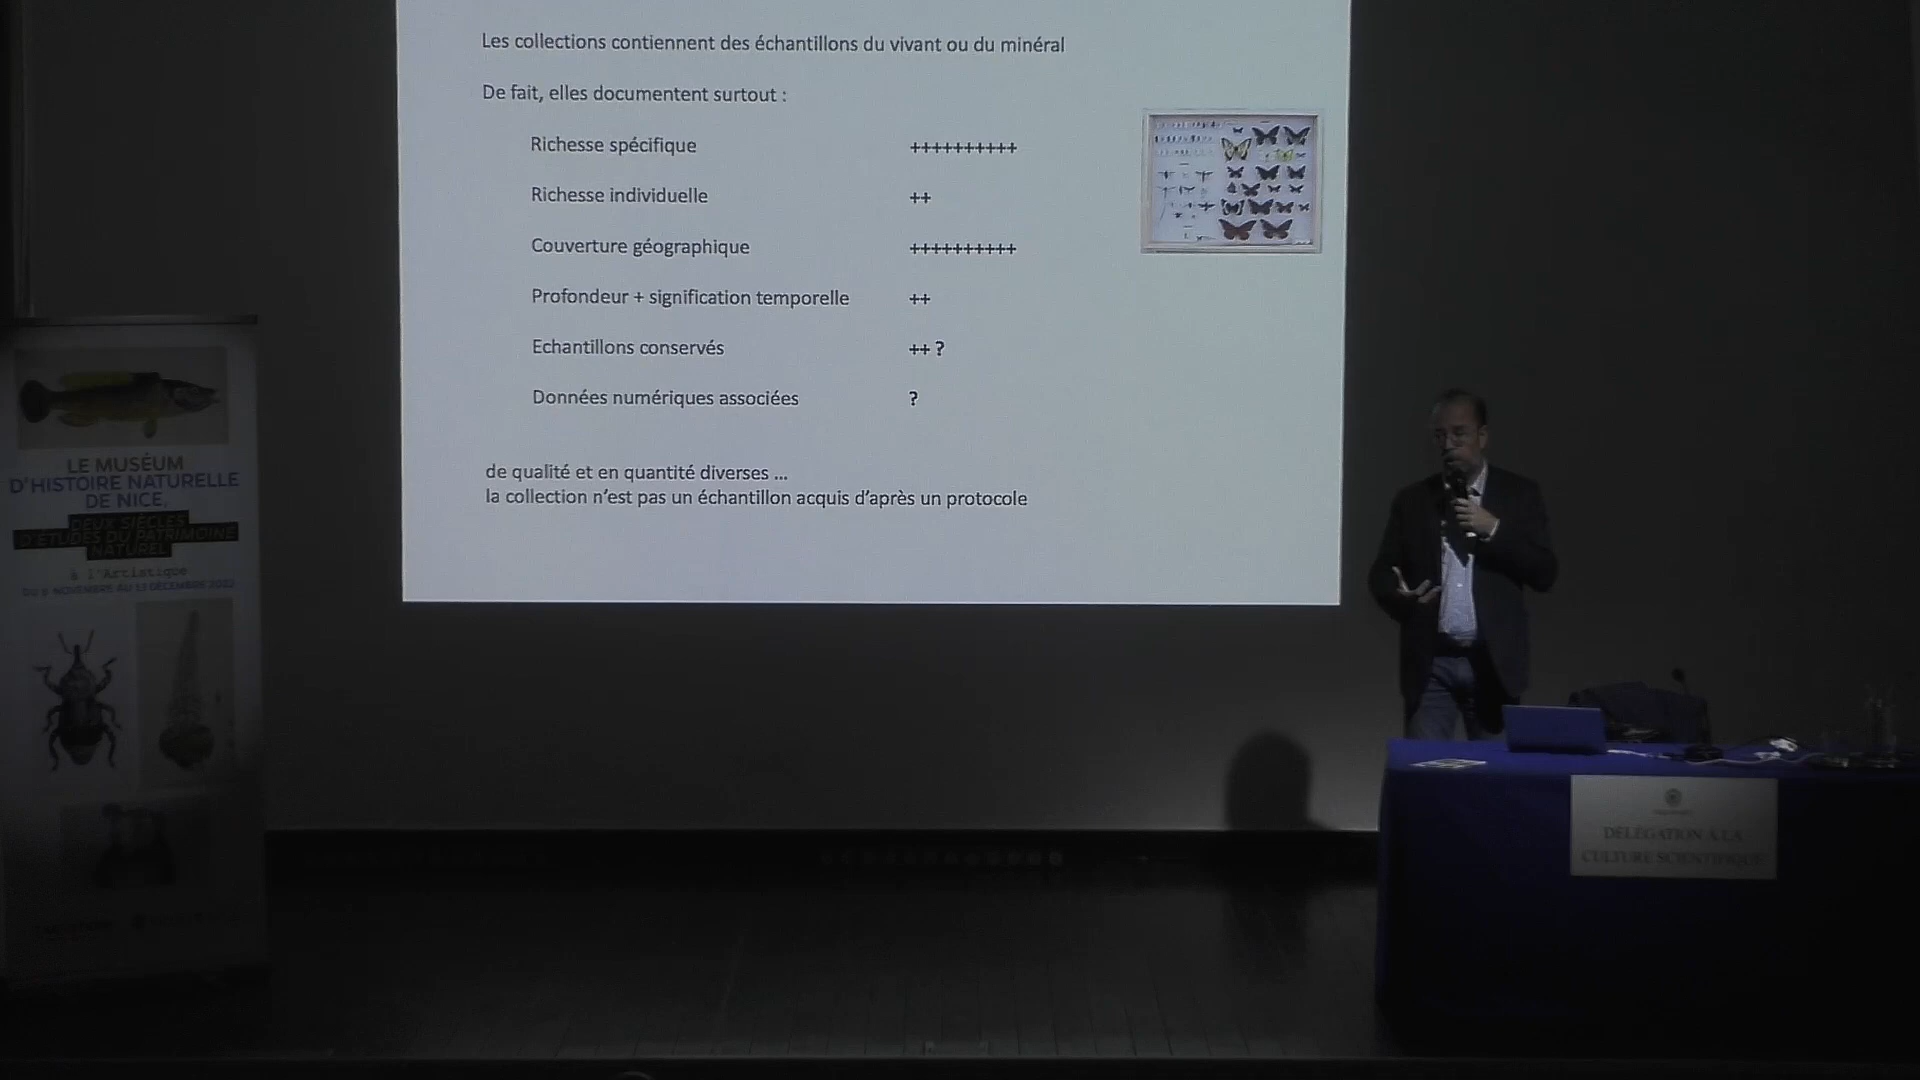 Les collections contiennent des échantillons du vivant ou du minéral
De fait, elles documentent surtout :
Richesse spécifique ++++++++++
Richesse individuelle ++
Couverture géographique ++++++++++
Profondeur + signification temporelle ++
Echantillons conservés ++ ?
Données numériques associées ?
de qualité et en quantité diverses ...
la collection n'est pas un échantillon acquis d'après un protocole
LE MUSÉUM
D'HISTOIRE NATURELLE
DE NICE,
DEUX SIÈCLES
D'ÉTUDES DU PATRIMOINE
NATUREL
à l'Artistique
DÉLÉGATION À LA
CULTURE SCIENTIFIQUE